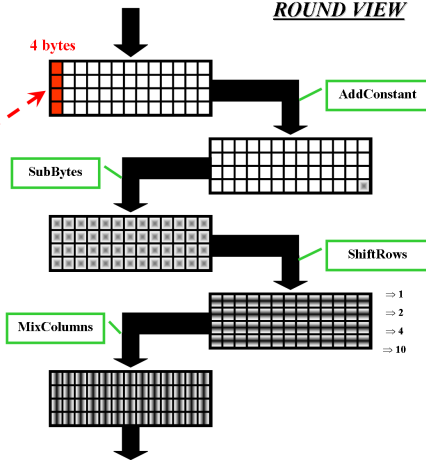 ROUND VIEW
4 bytes
AddConstant
SubBytes
ShiftRows
⇒ 1
⇒ 2
MixColumns
⇒ 4
⇒ 10